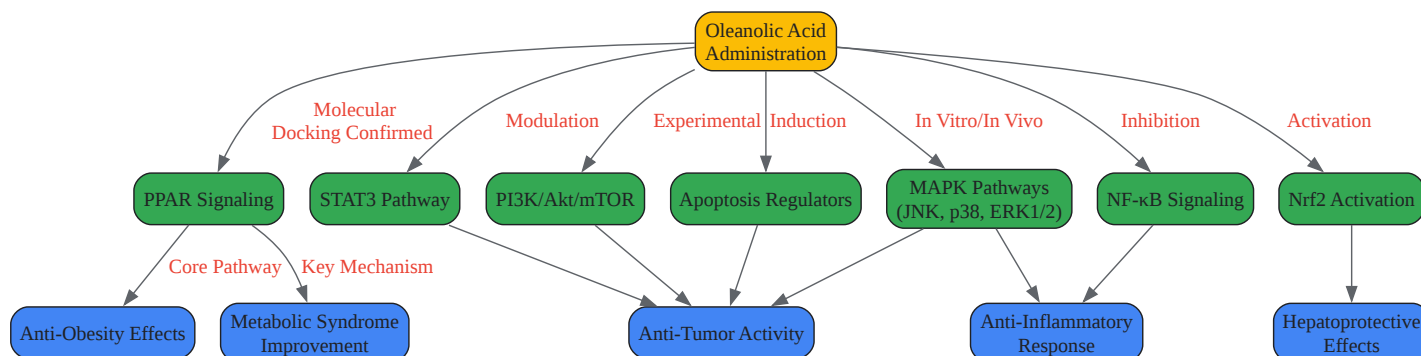 Oleanolic Acid
Administration
Molecular
Docking Confirmed
Modulation
Experimental
Induction
In Vitro/In Vivo
Inhibition
Activation
PPAR Signaling
STAT3 Pathway
PI3K/Akt/mTOR
Apoptosis Regulators
MAPK Pathways
(JNK, p38, ERK1/2)
NF-κB Signaling
Nrf2 Activation
Core Pathway
Key Mechanism
Anti-Obesity Effects
Metabolic Syndrome
Improvement
Anti-Tumor Activity
Anti-Inflammatory
Response
Hepatoprotective
Effects